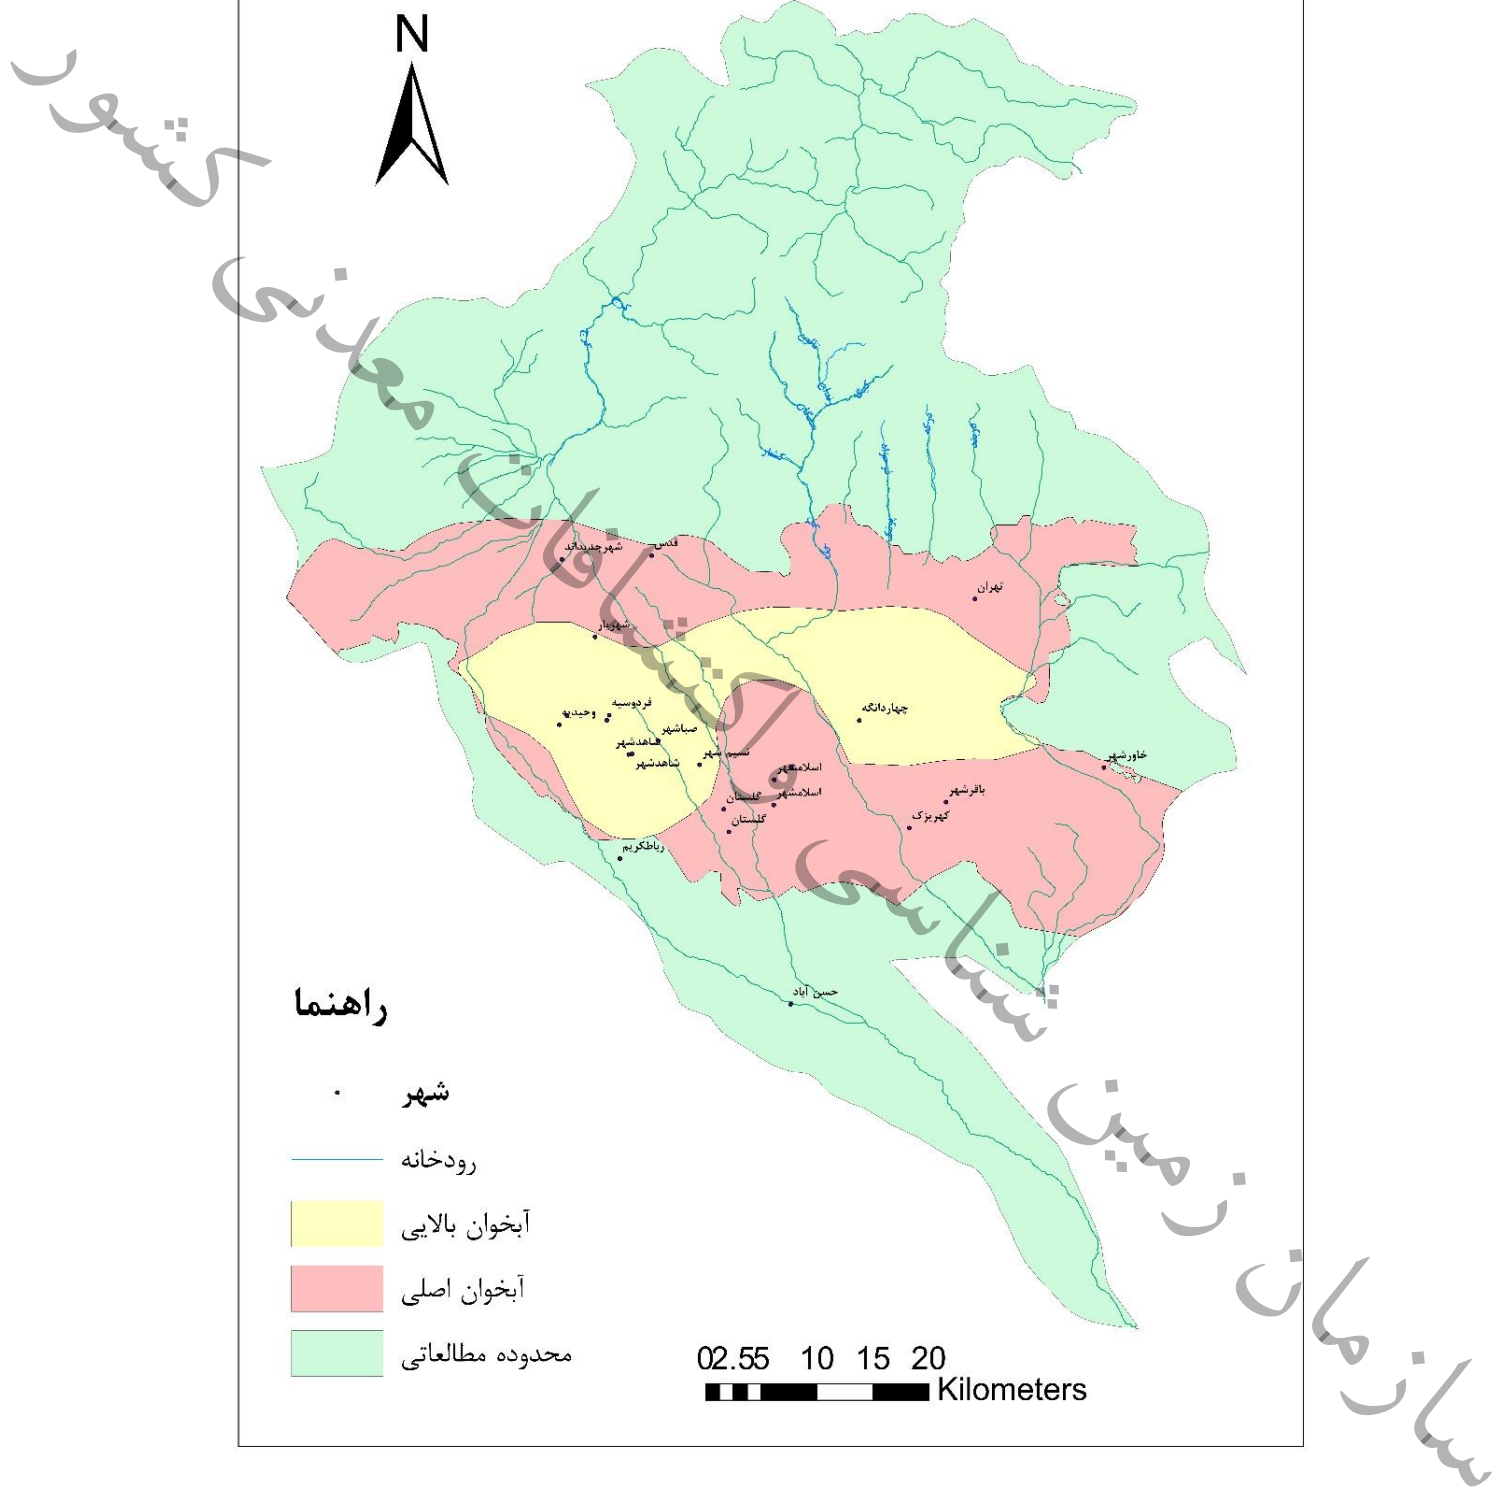 N
شهرجدیداند
قدس
تهران
شهریار
فردوسیه
وحیدیه
صباشهر
شاهدشهر
شاهدشهر
نسیم شهر
چهاردانگه
خاورشهر
اسلامشهر
اسلامشهر
گلستان
گلستان
باقرشهر
کهریزک
رباطکریم
حسن آباد
راهنما
شهر
رودخانه
آبخوان بالایی
آبخوان اصلی
محدوده مطالعاتی
02.55 10 15 20
Kilometers
سازمان زمین شناسی و اکتشافات معدنی کشور